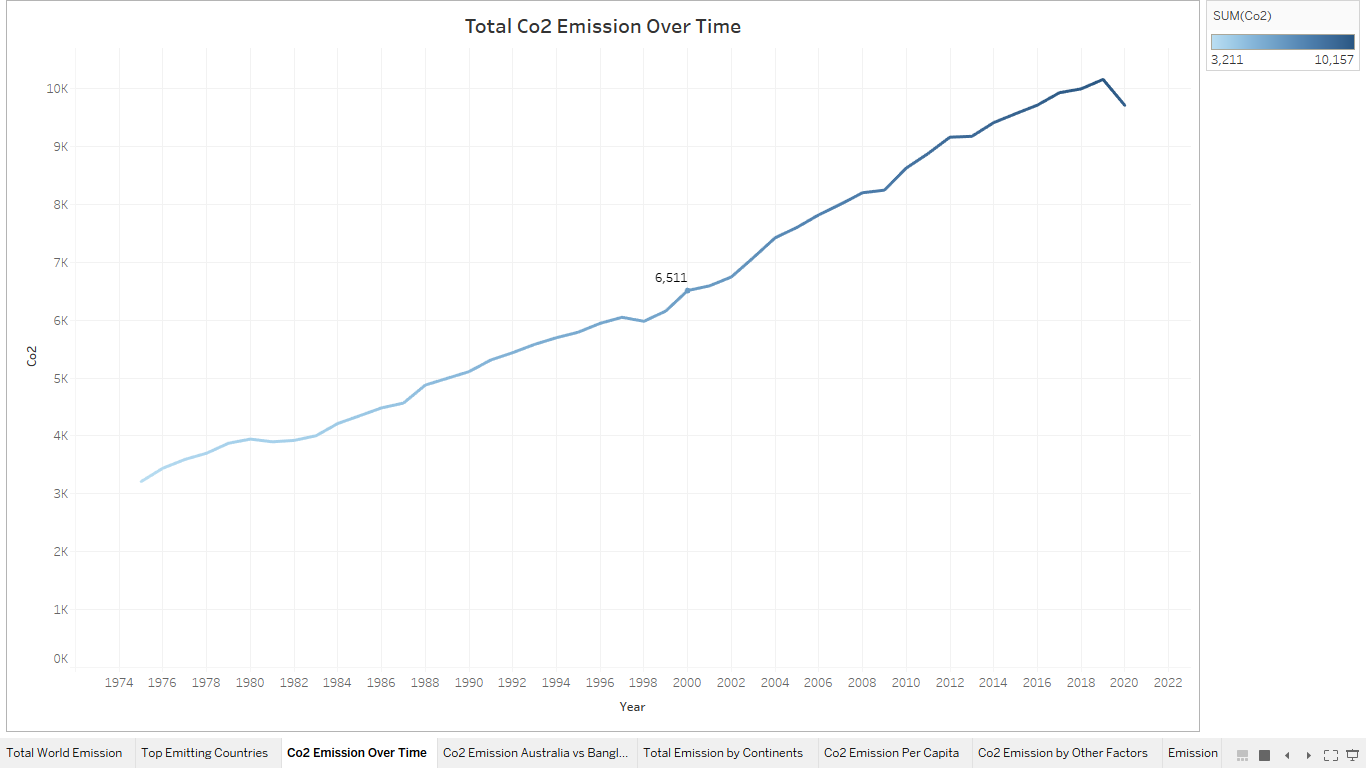 Total Co2 Emission Over Time
SUM(Co2)
3,211 10,157
10K
9K
8K
7K
6,511
6K
5K
4K
3K
2K
1K
0K
Co2
1974 1976 1978 1980 1982 1984 1986 1988 1990 1992 1994 1996 1998 2000 2002 2004 2006 2008 2010 2012 2014 2016 2018 2020 2022
Year
Total World Emission Top Emitting Countries Co2 Emission Over Time Co2 Emission Australia vs Bangl... Total Emission by Continents Co2 Emission Per Capita Co2 Emission by Other Factors Emission